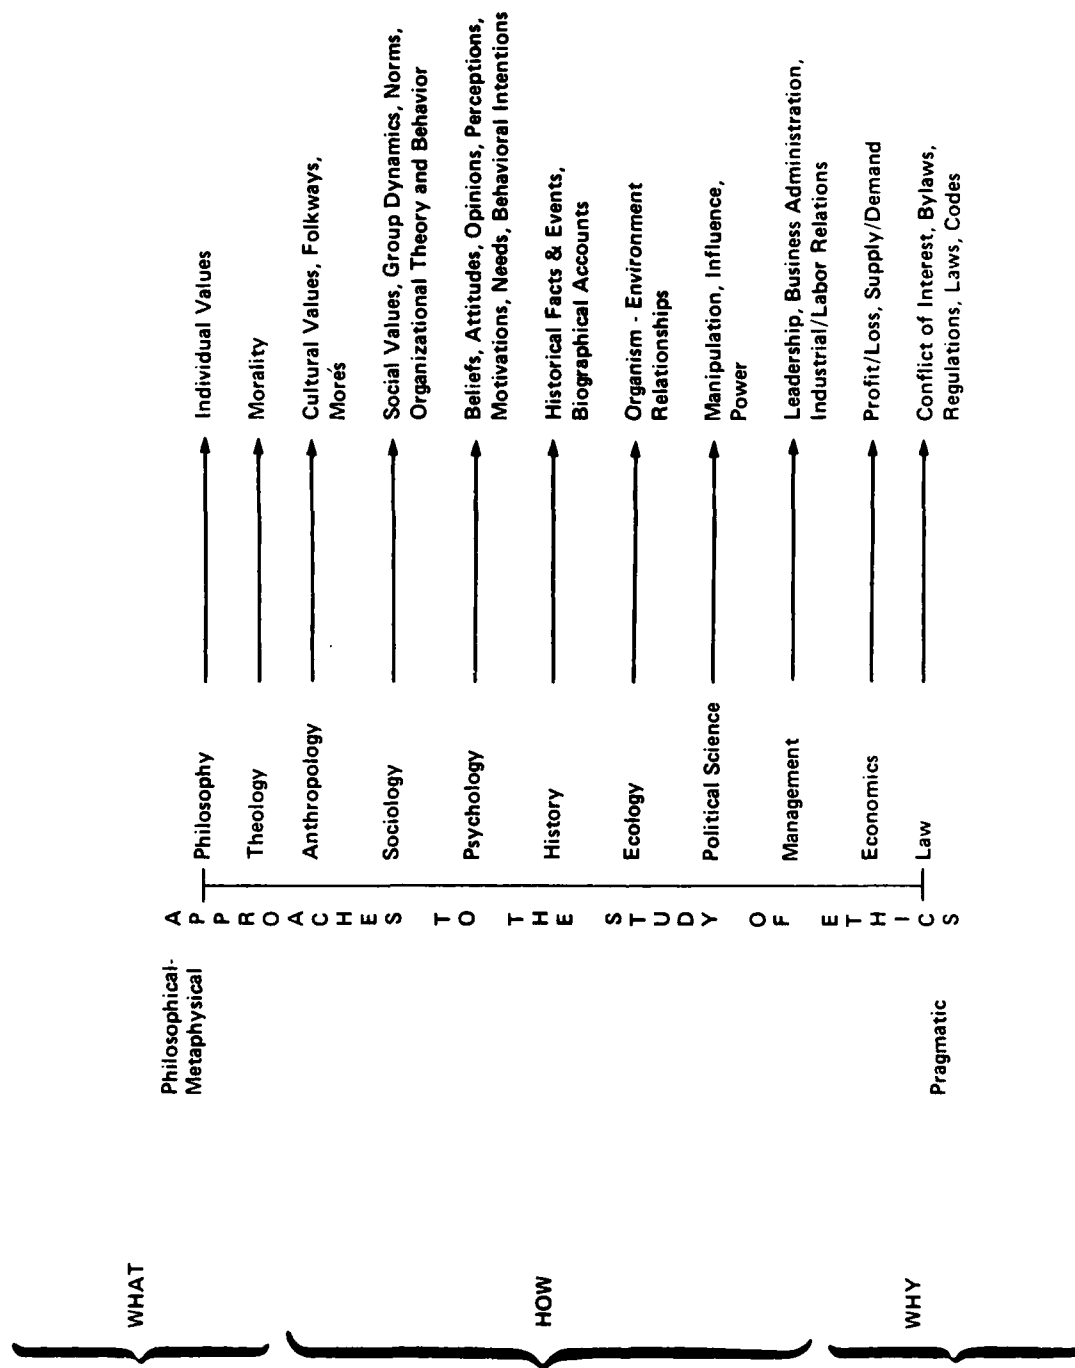 WHAT
HOW
WHY
Philosophical-
Metaphysical
Pragmatic
APPROACHES TO THE STUDY OF ETHICS
Philosophy
Individual Values
Theology
Morality
Anthropology
Cultural Values, Folkways,
Morés
Sociology
Social Values, Group Dynamics, Norms,
Organizational Theory and Behavior
Psychology
Beliefs, Attitudes, Opinions, Perceptions,
Motivations, Needs, Behavioral Intentions
History
Historical Facts & Events,
Biographical Accounts
Ecology
Organism - Environment
Relationships
Political Science
Manipulation, Influence,
Power
Management
Leadership, Business Administration,
Industrial/Labor Relations
Economics
Profit/Loss, Supply/Demand
Law
Conflict of Interest, Bylaws,
Regulations, Laws, Codes